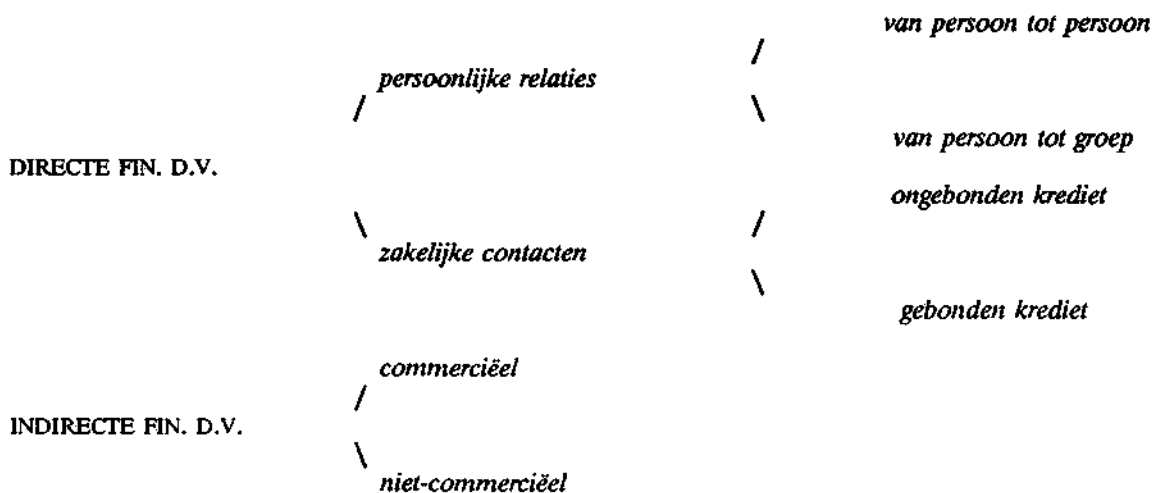 van persoon tot persoon
/
persoonlijke relaties
/ \
van persoon tot groep
DIRECTE FIN. D.V.
ongebonden krediet
\ /
zakelijke contacten
\
gebonden krediet
commerciëel
/
INDIRECTE FIN. D.V.
\
niet-commerciëel